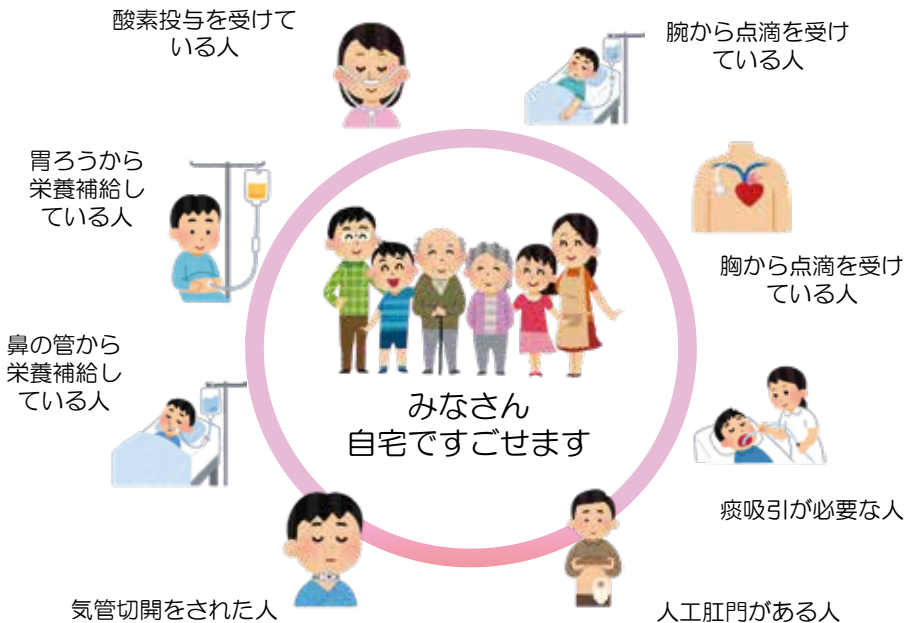 酸素投与を受けて
いる人
腕から点滴を受け
ている人
胃ろうから
栄養補給し
ている人
胸から点滴を受け
ている人
鼻の管から
栄養補給し
ている人
みなさん
自宅ですごせます
痰吸引が必要な人
気管切開をされた人
人工肛門がある人